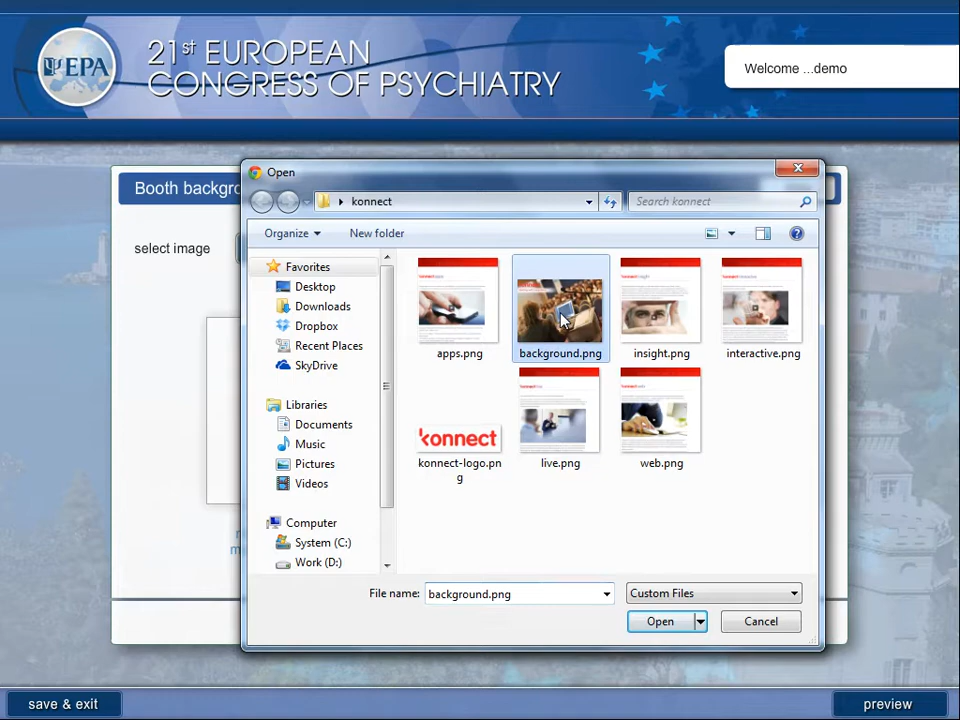 EPA
21st EUROPEAN
CONGRESS OF PSYCHIATRY
Welcome ...demo
Open
Booth backgro
konnect
Search konnect
Organize
New folder
select image
Favorites
Desktop
Downloads
Dropbox
Recent Places
SkyDrive
Libraries
Documents
Music
Pictures
Videos
Computer
System (C:)
Work (D:)
apps.png
background.png
insight.png
interactive.png
konnect
konnect-logo.pn
g
live.png
web.png
File name:
background.png
Custom Files
Open
Cancel
save & exit
preview